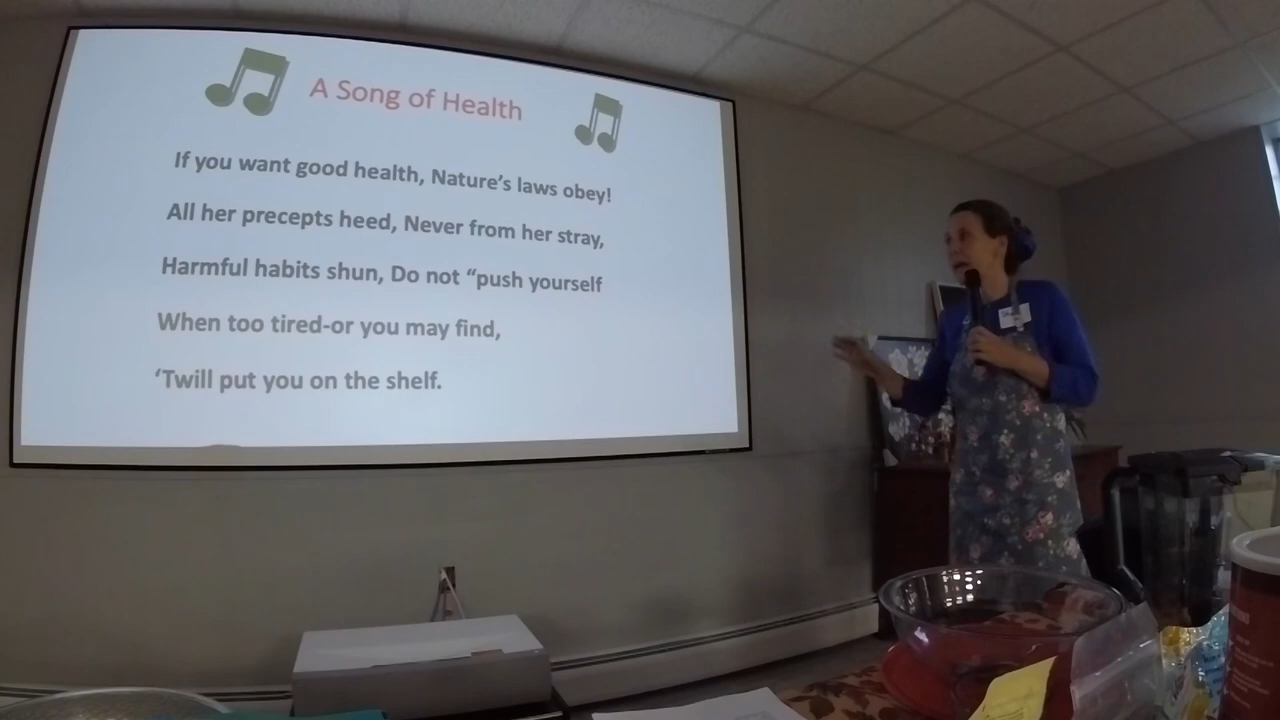 A Song of Health
If you want good health, Nature's laws obey!
All her precepts heed, Never from her stray,
Harmful habits shun, Do not “push yourself
When too tired-or you may find,
‘Twill put you on the shelf.